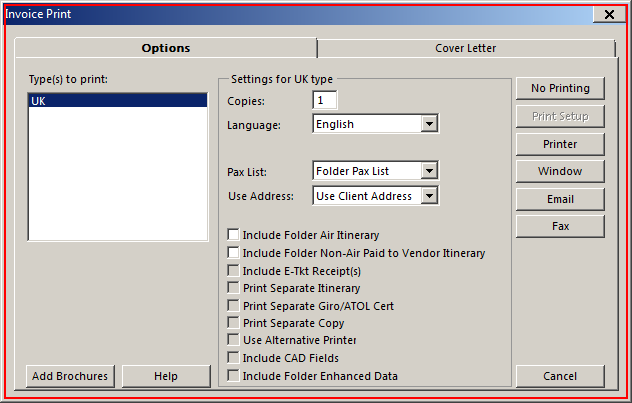 Invoice Print
Options
Cover Letter
Type(s) to print:
UK
Settings for UK type
Copies: 1
Language: English
Pax List: Folder Pax List
Use Address: Use Client Address
Include Folder Air Itinerary
Include Folder Non-Air Paid to Vendor Itinerary
Include E-Tkt Receipt(s)
Print Separate Itinerary
Print Separate Giro/ATOL Cert
Print Separate Copy
Use Alternative Printer
Include CAD Fields
Include Folder Enhanced Data
No Printing
Print Setup
Printer
Window
Email
Fax
Add Brochures
Help
Cancel